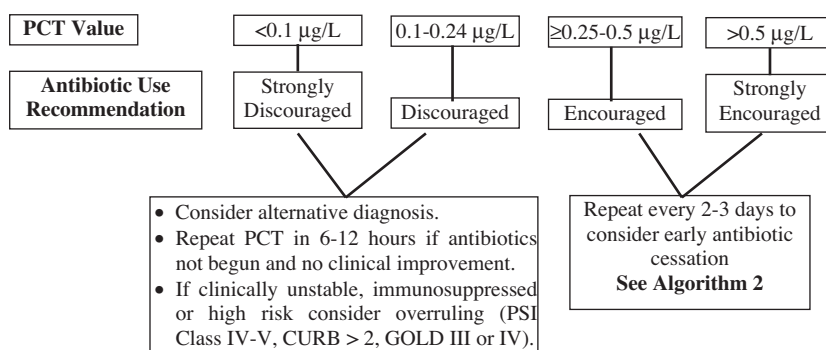 PCT Value
<0.1 µg/L
0.1-0.24 µg/L
≥0.25-0.5 µg/L
>0.5 µg/L
Antibiotic Use
Recommendation
Strongly
Discouraged
Discouraged
Encouraged
Strongly
Encouraged
• Consider alternative diagnosis.
• Repeat PCT in 6-12 hours if antibiotics
not begun and no clinical improvement.
• If clinically unstable, immunosuppressed
or high risk consider overruling (PSI
Class IV-V, CURB > 2, GOLD III or IV).
Repeat every 2-3 days to
consider early antibiotic
cessation
See Algorithm 2